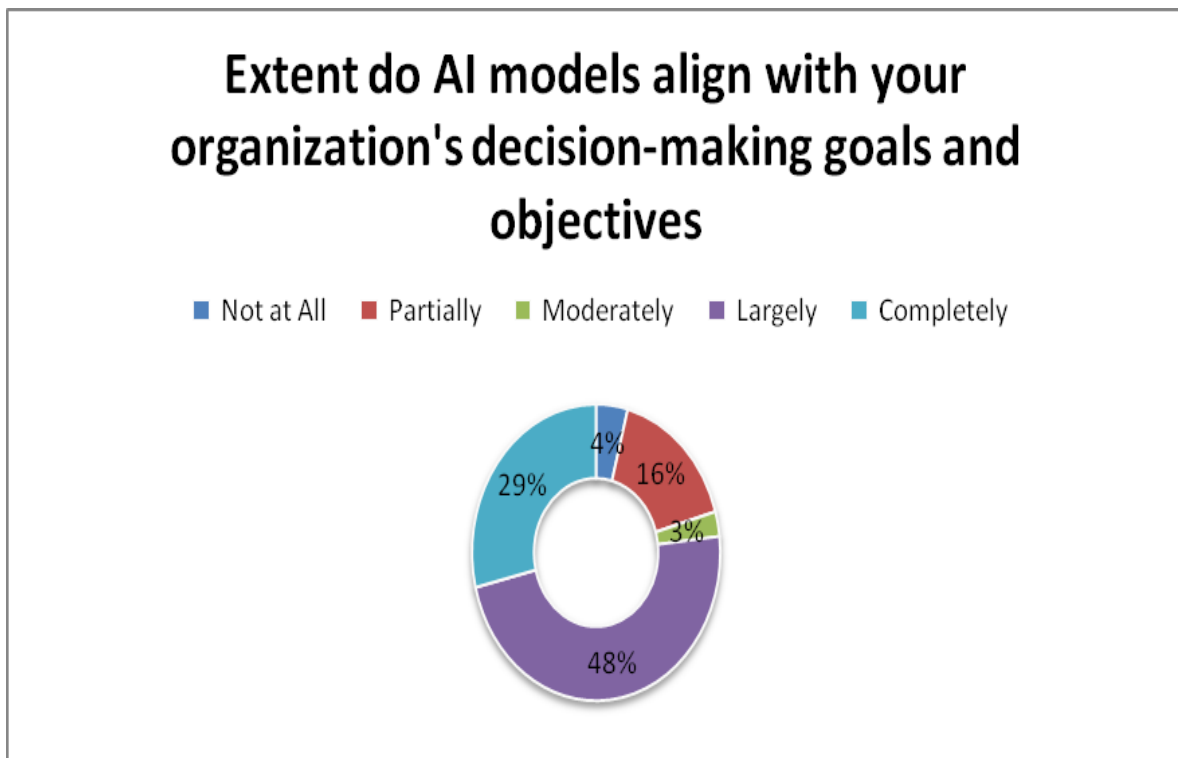 Extent do AI models align with your
organization's decision-making goals and
objectives
Not at All Partially Moderately Largely Completely
4%
16%
29%
3%
48%